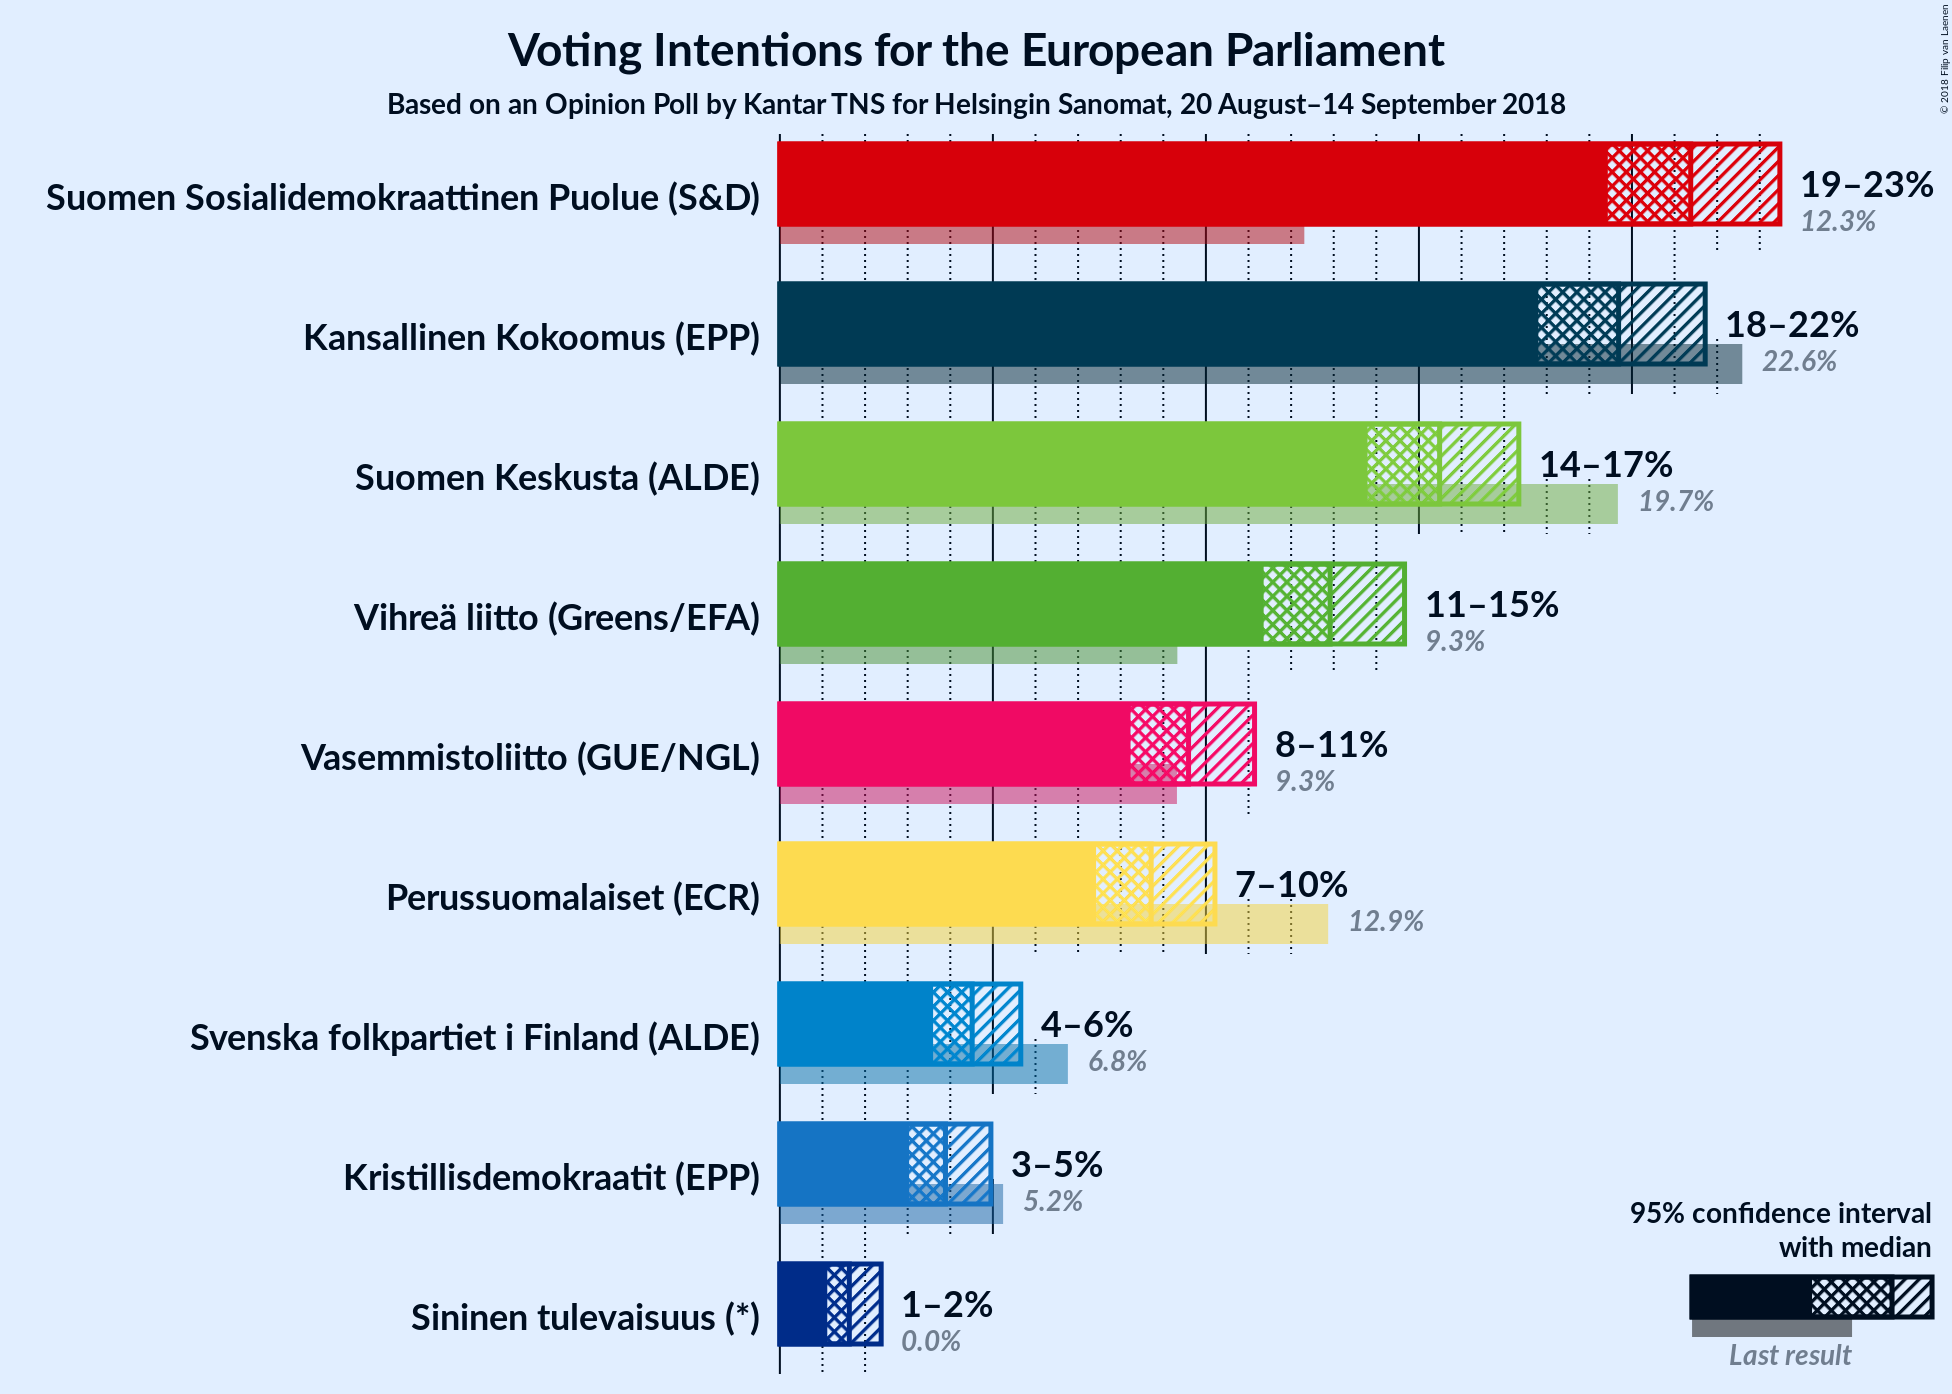 Voting Intentions for the European Parliament
Based on an Opinion Poll by Kantar TNS for Helsingin Sanomat, 20 August–14 September 2018
© 2018 Filip van Laenen
Suomen Sosialidemokraattinen Puolue (S&D)
19–23%
12.3%
Kansallinen Kokoomus (EPP)
18–22%
22.6%
Suomen Keskusta (ALDE)
14–17%
19.7%
Vihreä liitto (Greens/EFA)
11–15%
9.3%
Vasemmistoliitto (GUE/NGL)
8–11%
9.3%
Perussuomalaiset (ECR)
7–10%
12.9%
Svenska folkpartiet i Finland (ALDE)
4–6%
6.8%
Kristillisdemokraatit (EPP)
3–5%
5.2%
Sininen tulevaisuus (*)
1–2%
0.0%
95% confidence interval
with median
Last result